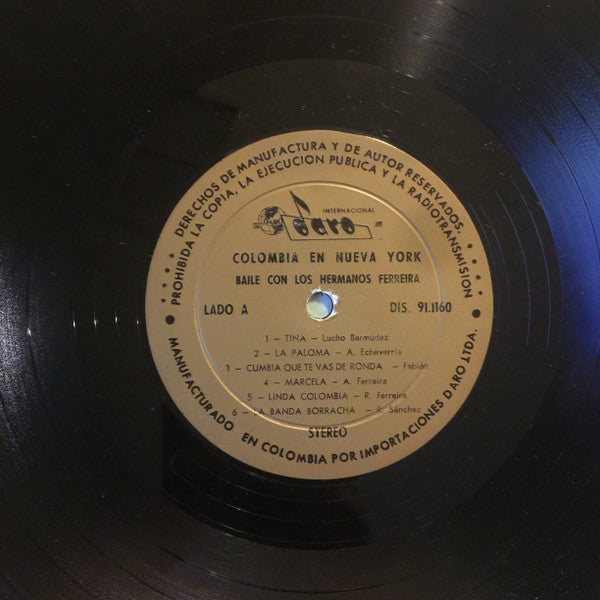 DERECHOS DE MANUFACTURA Y DE AUTOR RESERVADOS.
PROHIBIDA LA COPIA, LA EJECUCION PUBLICA Y LA RADIOTRANSMISION
INTERNACIONAL
daro
COLOMBIA EN NUEVA YORK
BAILE CON LOS HERMANOS FERREIRA
LADO A DIS. 91.1160
1 - TINA - Lucho Bermúdez
2 - LA PALOMA - A. Echeverria
3 - CUMBIA QUE TE VAS DE RONDA - Fabián
4 - MARCELA - A. Ferreira
5 - LINDA COLOMBIA - R. Ferreira
6 - LA BANDA BORRACHA - R. Sánchez
STEREO
MANUFACTURADO EN COLOMBIA POR IMPORTACIONES DARO LTDA.